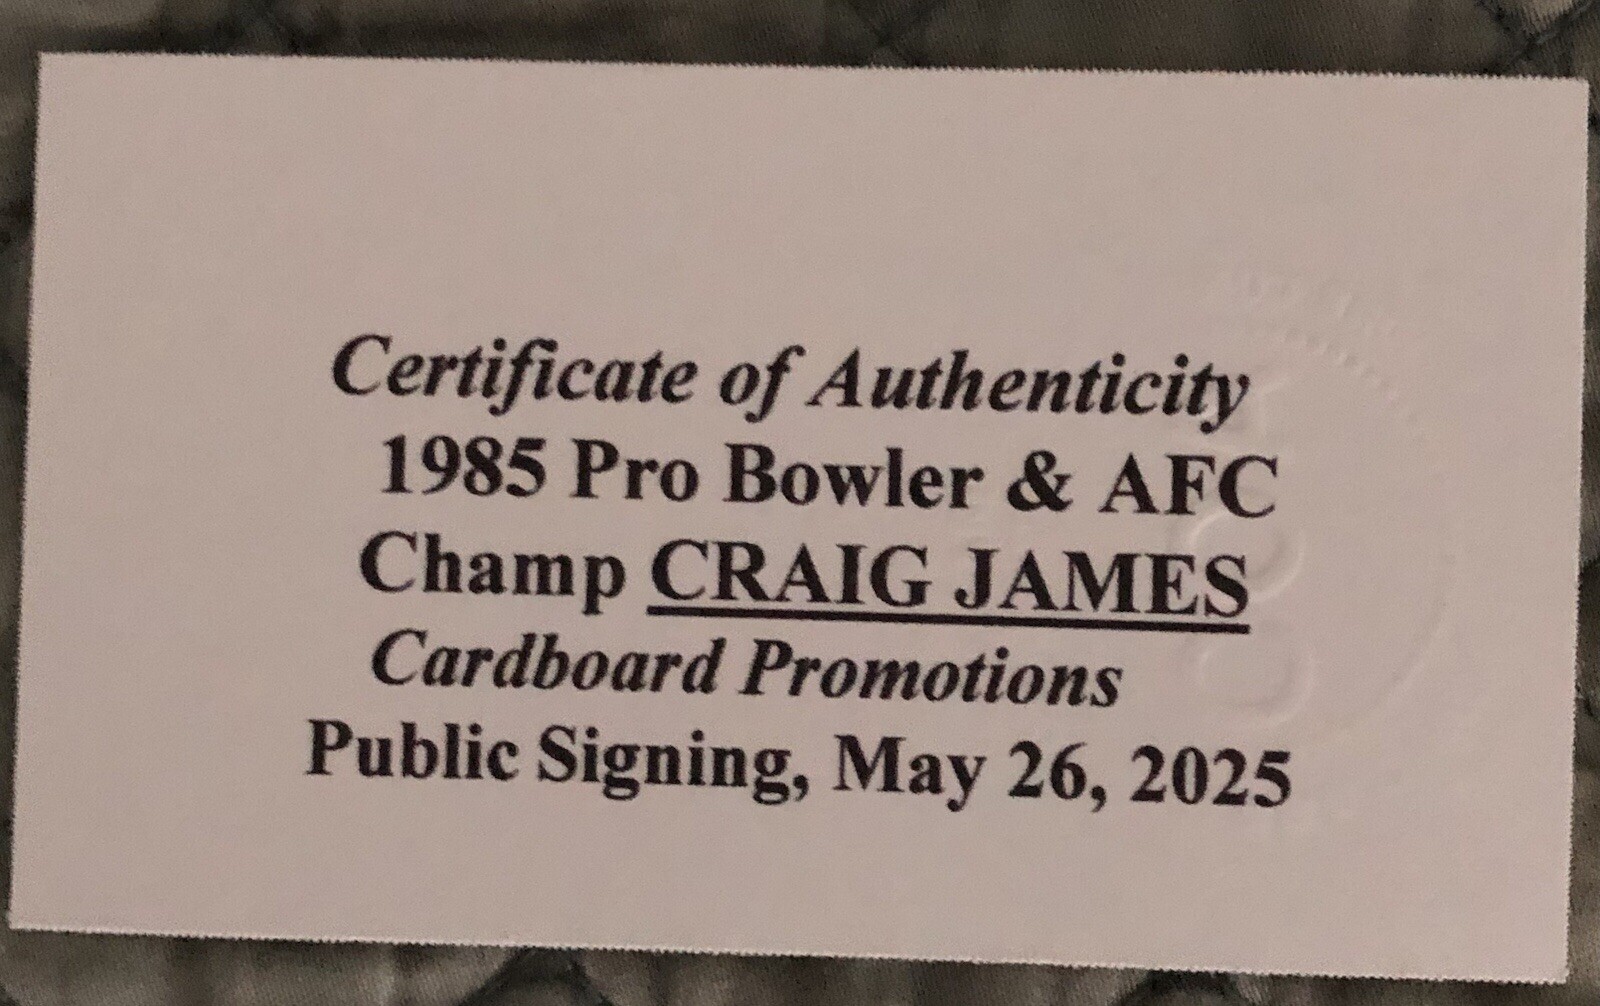 Certificate of Authenticity
1985 Pro Bowler & AFC
Champ CRAIG JAMES
Cardboard Promotions
Public Signing, May 26, 2025